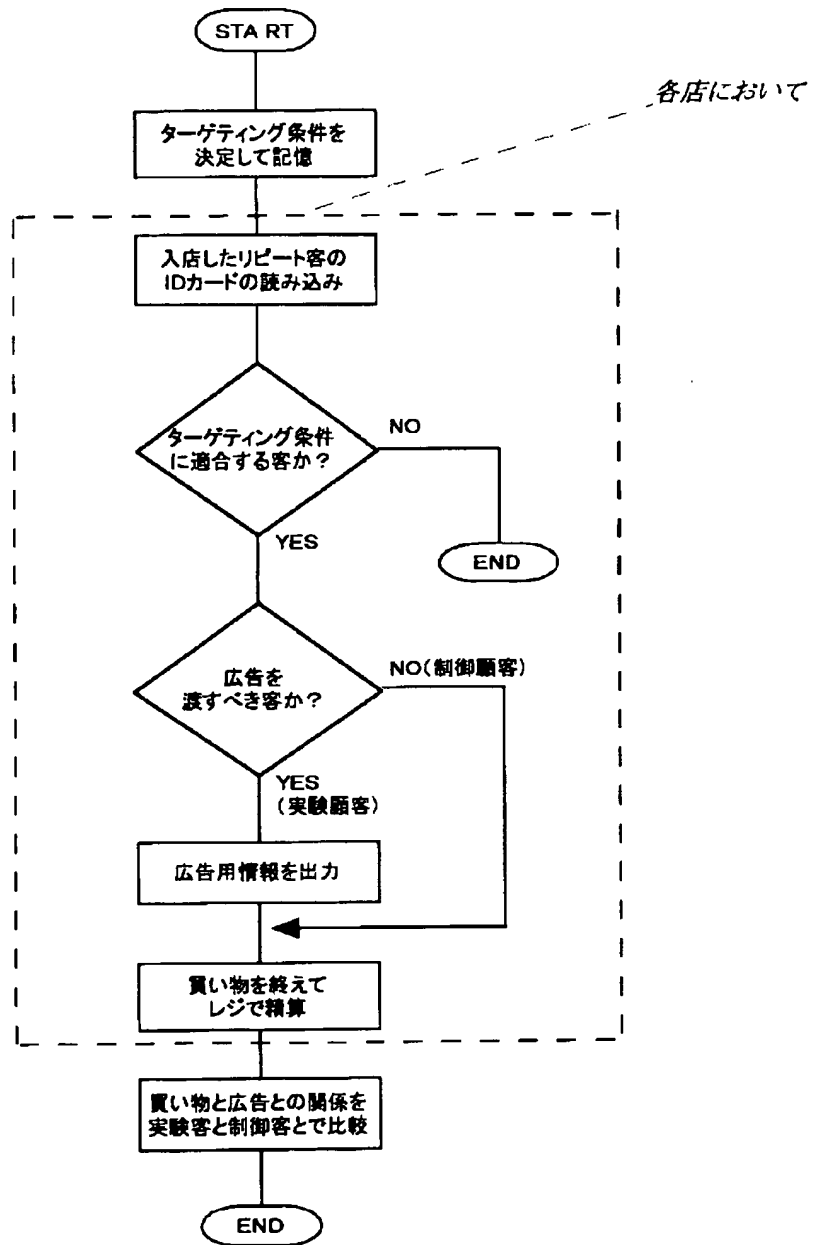 STA RT
各店において
ターゲティング条件を
決定して記憶
入店したリピート客の
IDカードの読み込み
ターゲティング条件
に適合する客か？
NO
YES
END
広告を
渡すべき客か？
NO(制御顧客)
YES
(実験顧客)
広告用情報を出力
買い物を終えて
レジで精算
買い物と広告との関係を
実験客と制御客とで比較
END